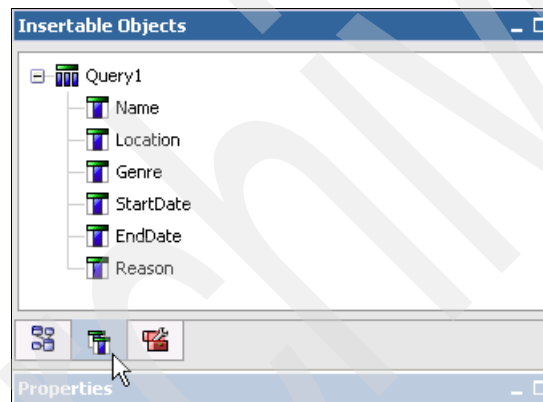 Insertable Objects
Query1
Name
Location
Genre
StartDate
EndDate
Reason
Properties